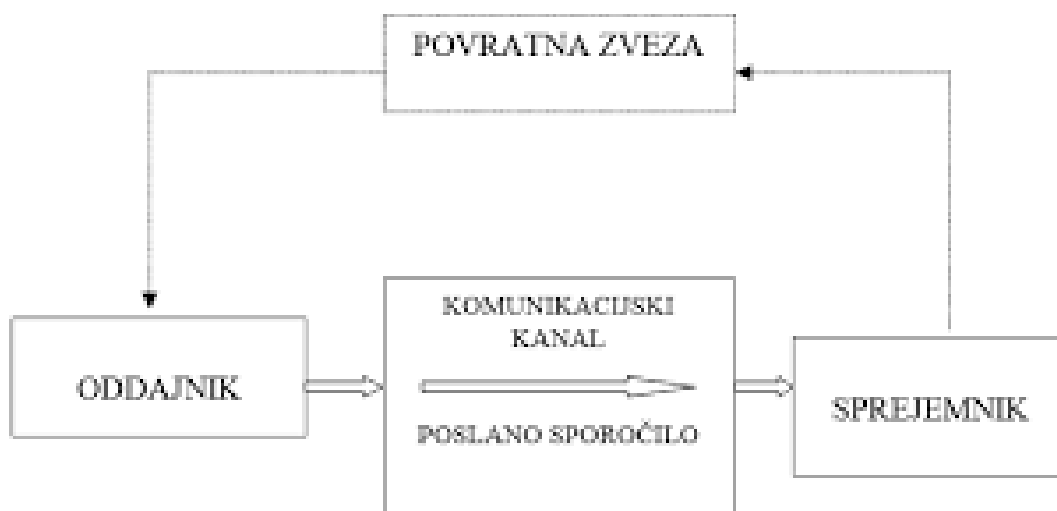 POVRATNA ZVEZA
KOMUNIKACIJSKI
KANAL
ODDAJNIK
POSLANO SPOROČILO
SPREJEMNIK